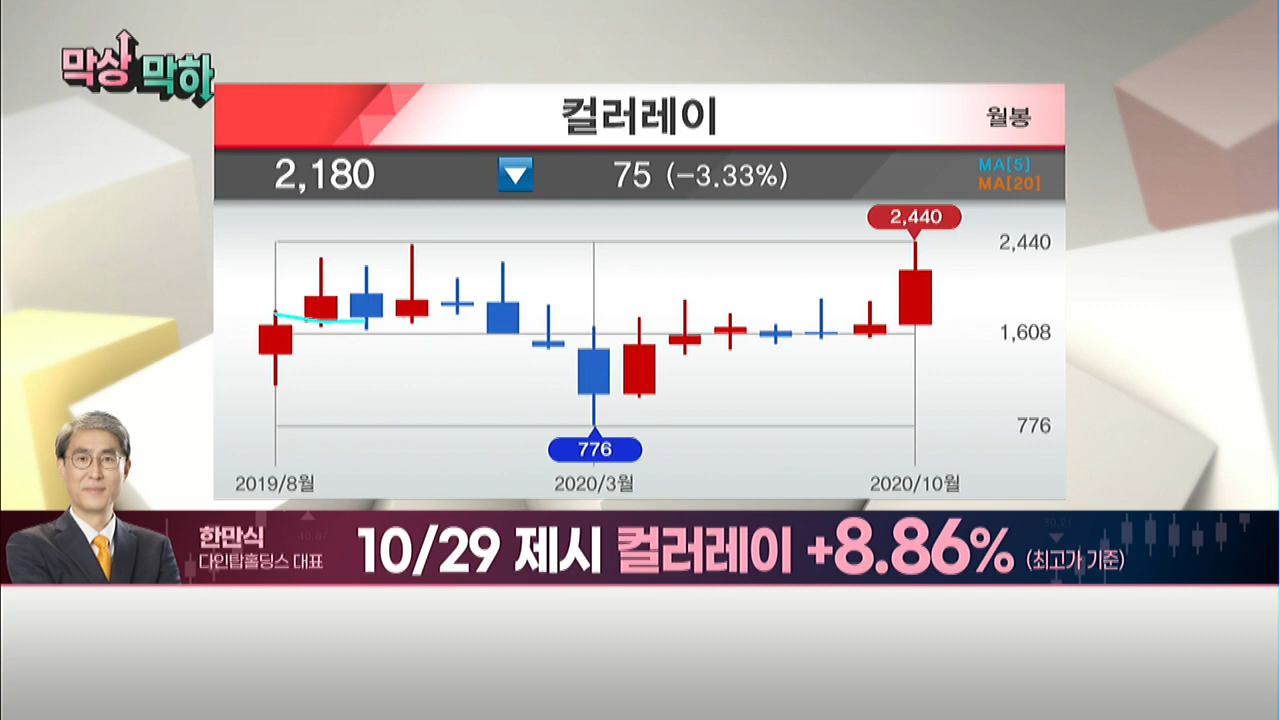 막상 막하
컬러레이
월봉
2,180 ▼ 75 (-3.33%)
MA[5]
MA[20]
2,440
2,440
1,608
776
776
2019/8월 2020/3월 2020/10월
한만식
다인탑홀딩스 대표
10/29 제시 컬러레이 +8.86% (최고가 기준)